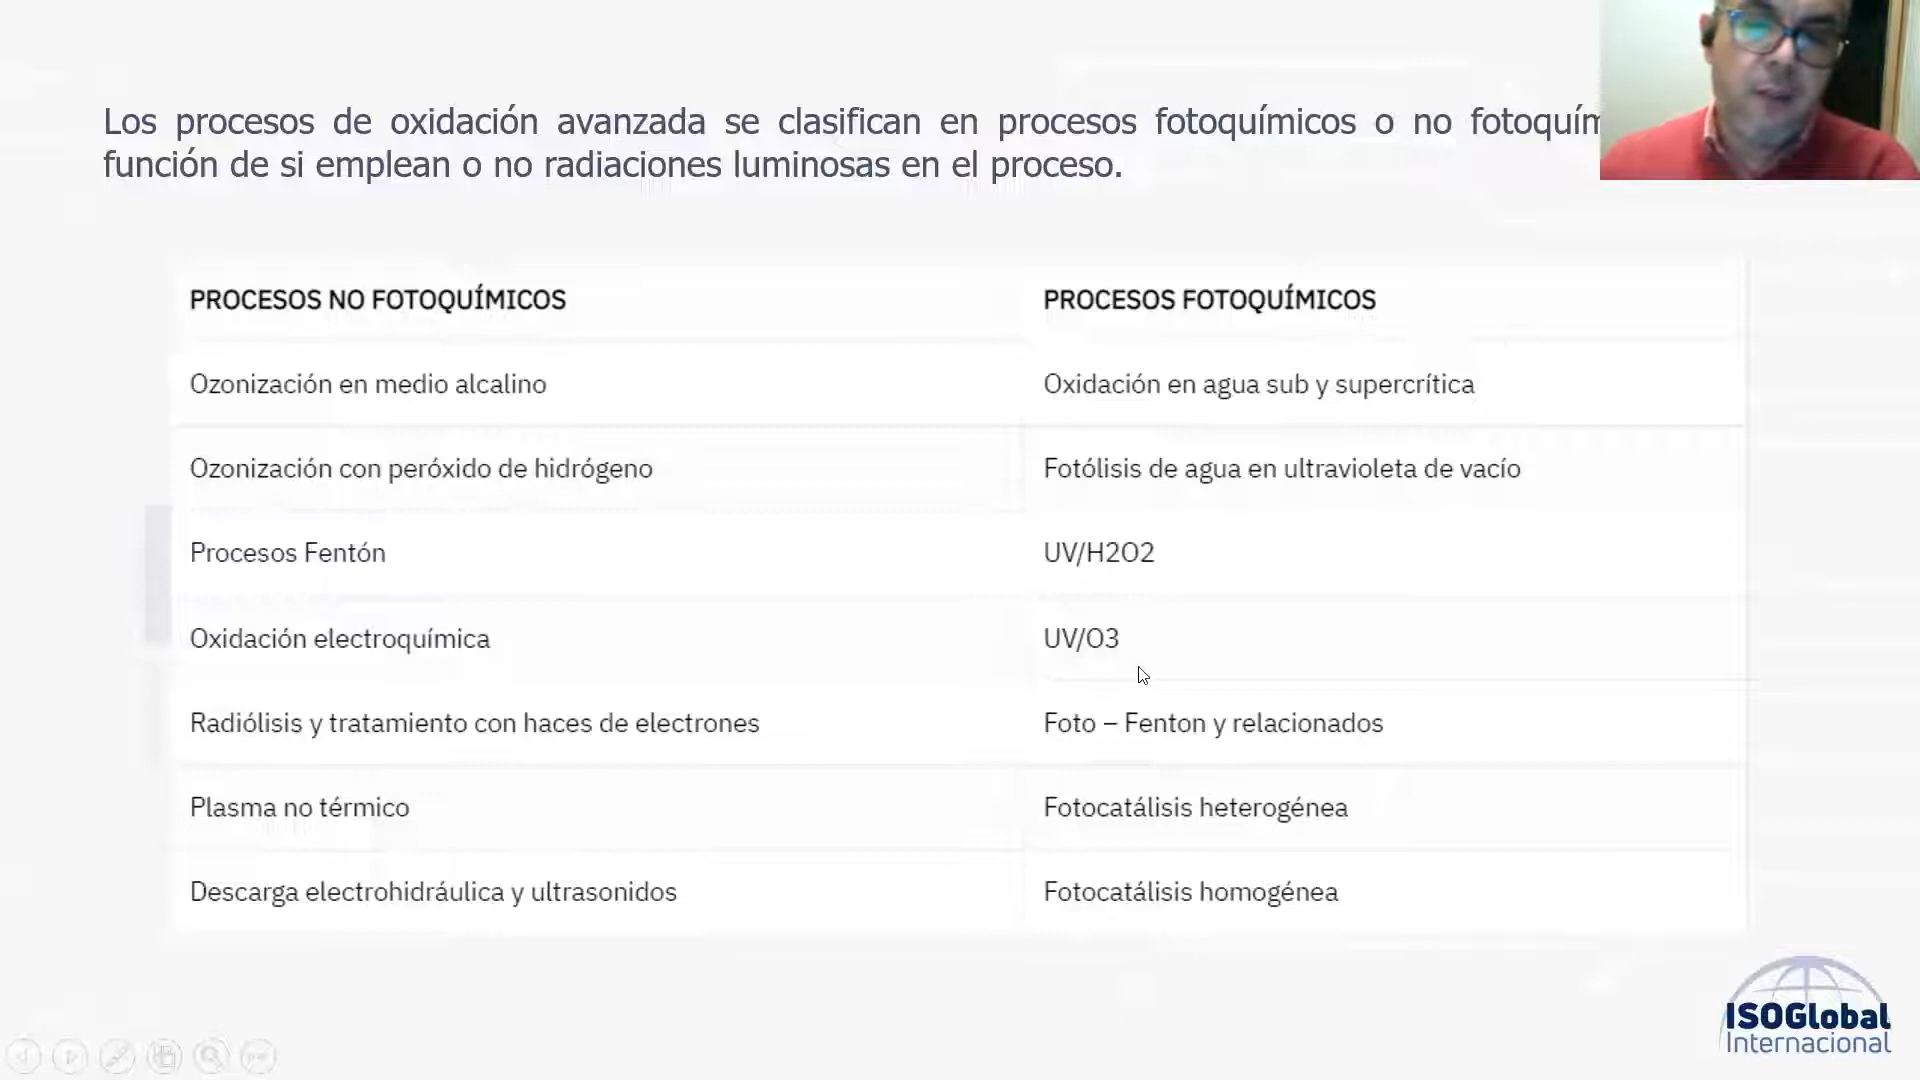 Los procesos de oxidación avanzada se clasifican en procesos fotoquímicos o no
función de si emplean o no radiaciones luminosas en el proceso.
PROCESOS NO FOTOQUÍMICOS PROCESOS FOTOQUÍMICOS
Ozonización en medio alcalino Oxidación en agua sub y supercrítica
Ozonización con peróxido de hidrógeno Fotólisis de agua en ultravioleta de vacío
Procesos Fentón UV/H2O2
Oxidación electroquímica UV/O3
Radiólisis y tratamiento con haces de electrones Foto – Fenton y relacionados
Plasma no térmico Fotocatálisis heterogénea
Descarga electrohidráulica y ultrasonidos Fotocatálisis homogénea
ISOGlobal
Internacional